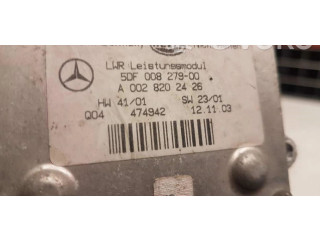 LWR Leistungsmodul
5DF 008 279-00
A 002 820 24 26
HW 41/01 SW 23/01
Q04 474942 12.11.03